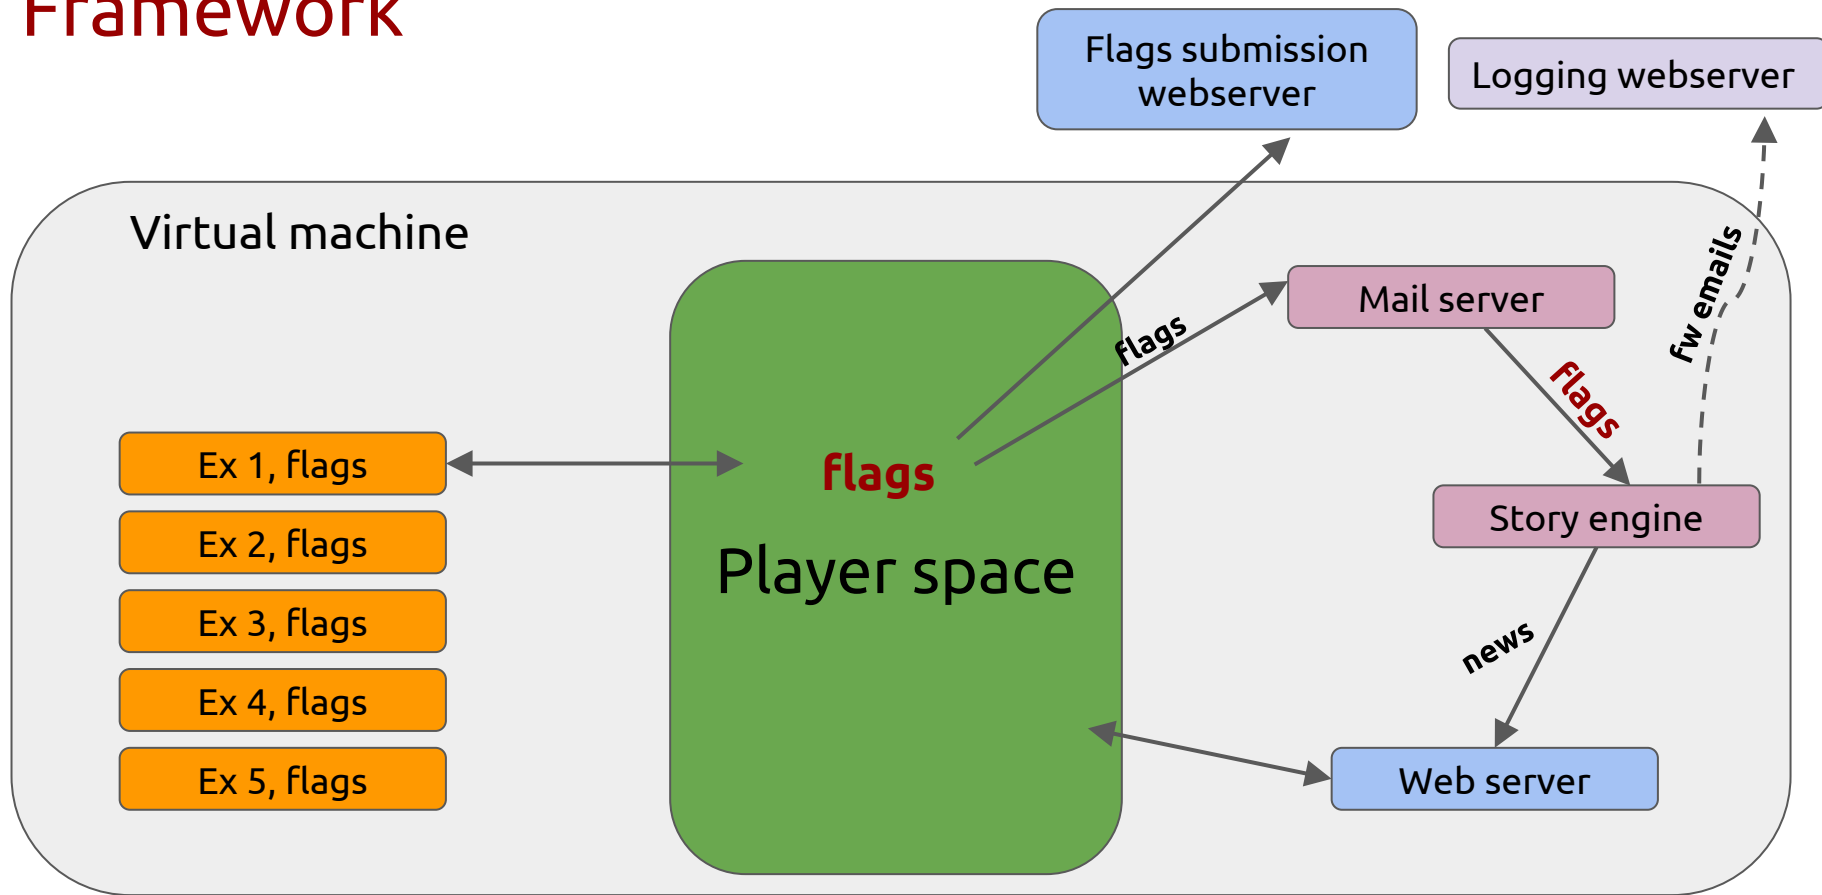 Framework
Flags submission
webserver
Logging webserver
Virtual machine
fw emails
Mail server
flags
flags
Ex 1, flags
flags
Ex 2, flags
Story engine
Player space
Ex 3, flags
news
Ex 4, flags
Ex 5, flags
Web server